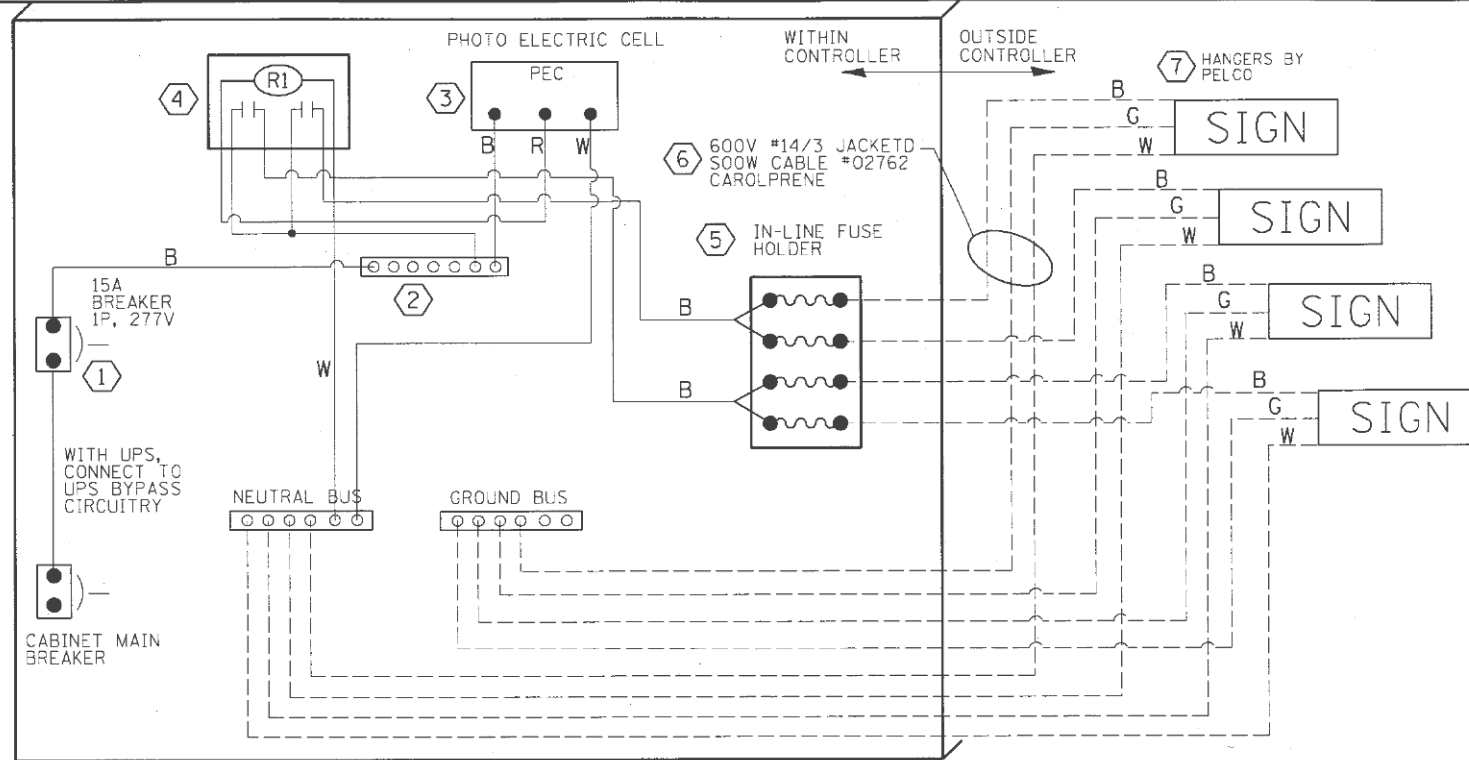 PHOTO ELECTRIC CELL
WITHIN
CONTROLLER
OUTSIDE
CONTROLLER
7
HANGERS BY
PELCO
4
R1
3
PEC
B
R
W
6
600V #14/3 JACKETD
SOOW CABLE #02762
CAROLPRENE
B
G
W
SIGN
B
G
W
SIGN
5
IN-LINE FUSE
HOLDER
B
15A
BREAKER
1P, 277V
2
1
B
G
W
SIGN
B
W
B
B
G
W
SIGN
WITH UPS,
CONNECT TO
UPS BYPASS
CIRCUITRY
NEUTRAL BUS
GROUND BUS
CABINET MAIN
BREAKER